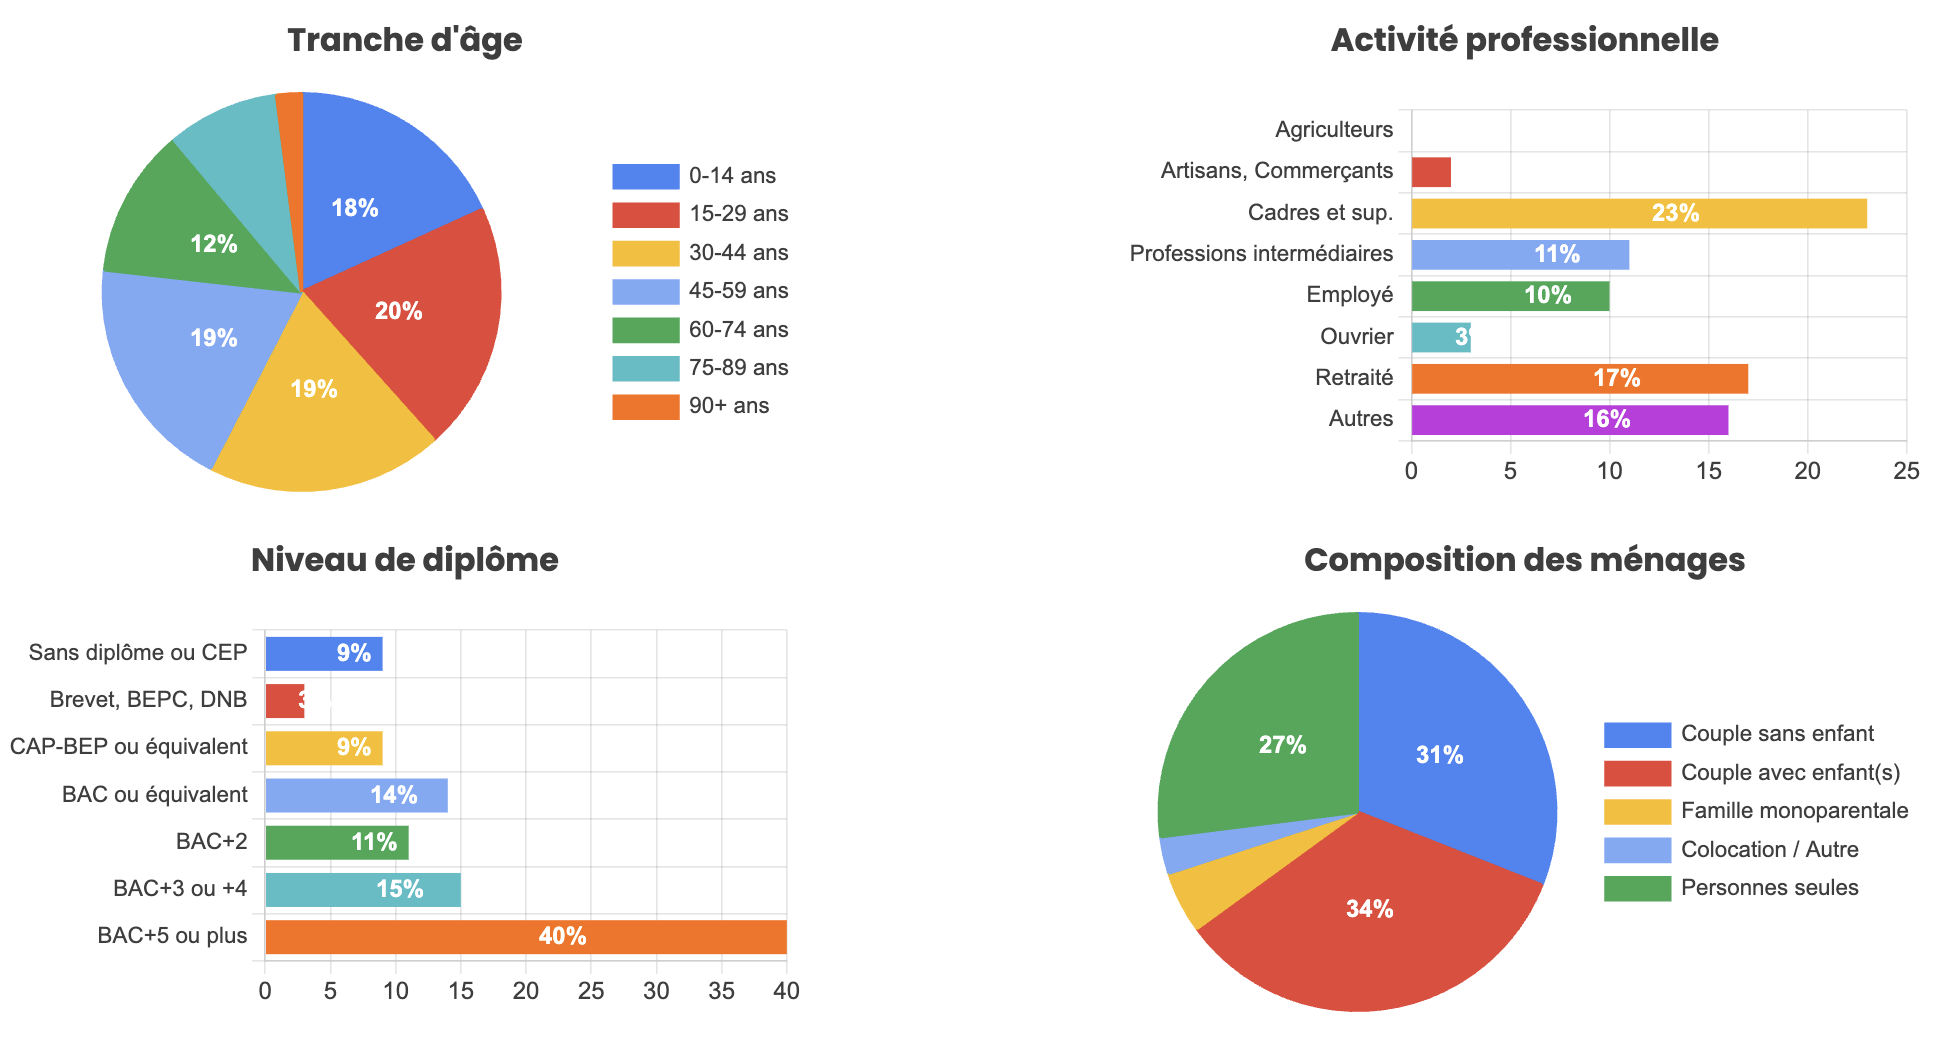 Tranche d'âge
18%
20%
19%
19%
12%
0-14 ans
15-29 ans
30-44 ans
45-59 ans
60-74 ans
75-89 ans
90+ ans
Activité professionnelle
Agriculteurs
Artisans, Commerçants
Cadres et sup.
23%
Professions intermédiaires
11%
Employé
10%
Ouvrier
3
Retraité
17%
Autres
16%
0 5 10 15 20 25
Niveau de diplôme
Sans diplôme ou CEP
9%
Brevet, BEPC, DNB
3
CAP-BEP ou équivalent
9%
BAC ou équivalent
14%
BAC+2
11%
BAC+3 ou +4
15%
BAC+5 ou plus
40%
0 5 10 15 20 25 30 35 40
Composition des ménages
31%
34%
27%
Couple sans enfant
Couple avec enfant(s)
Famille monoparentale
Colocation / Autre
Personnes seules